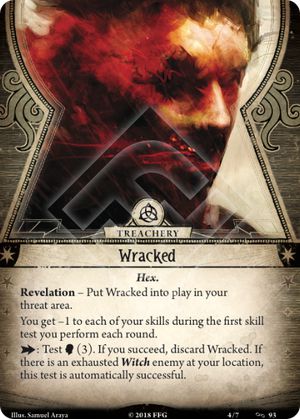 TREACHERY
Wracked
Hex.
Revelation – Put Wracked into play in your
threat area.
You get –1 to each of your skills during the first skill
test you perform each round.
: Test (3). If you succeed, discard Wracked. If
there is an exhausted Witch enemy at your location,
this test is automatically successful.
Illus. Samuel Araya © 2018 FFG 4/7 93